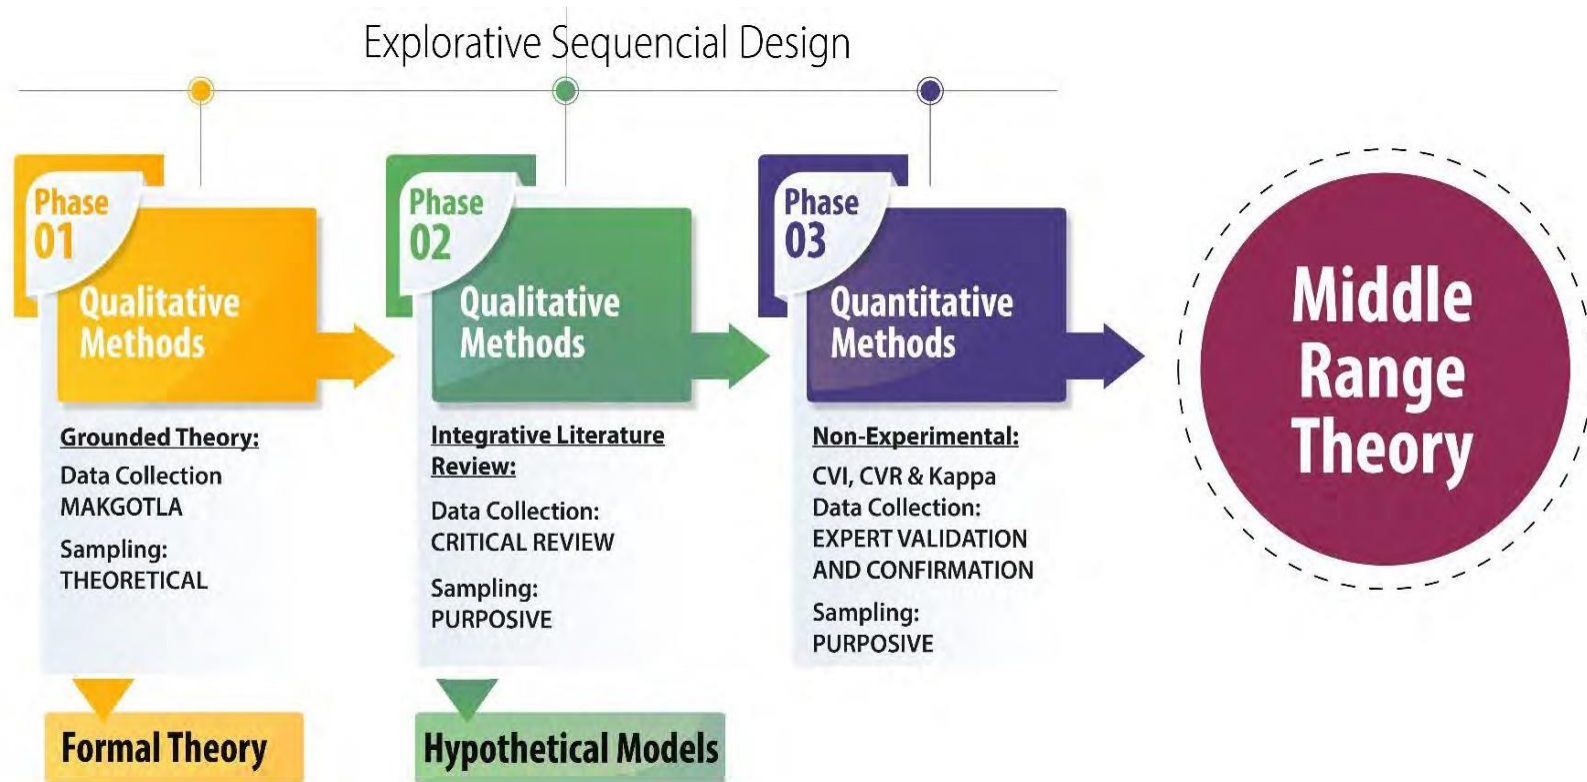 Explorative Sequencial Design
Phase
01
Qualitative
Methods
Grounded Theory:
Data Collection
MAKGOTLA
Sampling:
THEORETICAL
Formal Theory
Phase
02
Qualitative
Methods
Integrative Literature
Review:
Data Collection:
CRITICAL REVIEW
Sampling:
PURPOSIVE
Hypothetical Models
Phase
03
Quantitative
Methods
Non-Experimental:
CVI, CVR & Kappa
Data Collection:
EXPERT VALIDATION
AND CONFIRMATION
Sampling:
PURPOSIVE
Middle
Range
Theory